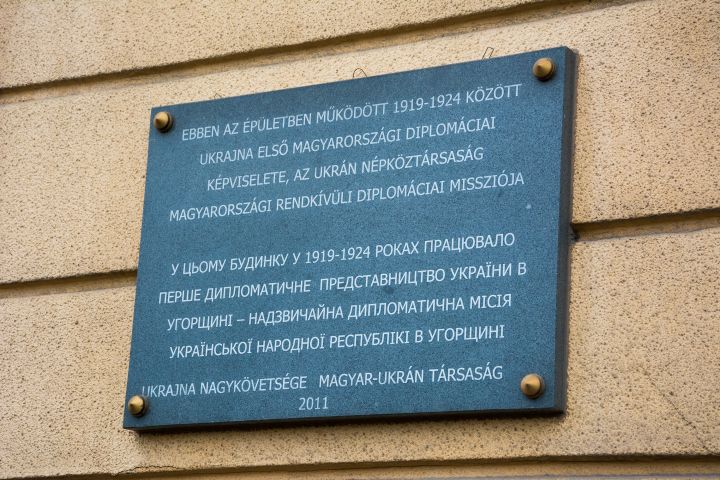 EBBEN AZ ÉPÜLETBEN MŰKÖDÖTT 1919-1924 KÖZÖTT
UKRAJNA ELSŐ MAGYARORSZÁGI DIPLOMÁCIAI
KÉPVISELETE, AZ UKRÁN NÉPKÖZTÁRSASÁG
MAGYARORSZÁGI RENDKÍVÜLI DIPLOMÁCIAI MISSZIÓJA
У ЦЬОМУ БУДИНКУ У 1919-1924 РОКАХ ПРАЦЮВАЛО
ПЕРШЕ ДИПЛОМАТИЧНЕ ПРЕДСТАВНИЦТВО УКРАЇНИ В
УГОРЩИНІ – НАДЗВИЧАЙНА ДИПЛОМАТИЧНА МІСІЯ
УКРАЇНСЬКОЇ НАРОДНОЇ РЕСПУБЛІКІ В УГОРЩИНІ
UKRAJNA NAGYKÖVETSÉGE MAGYAR-UKRÁN TÁRSASÁG
2011